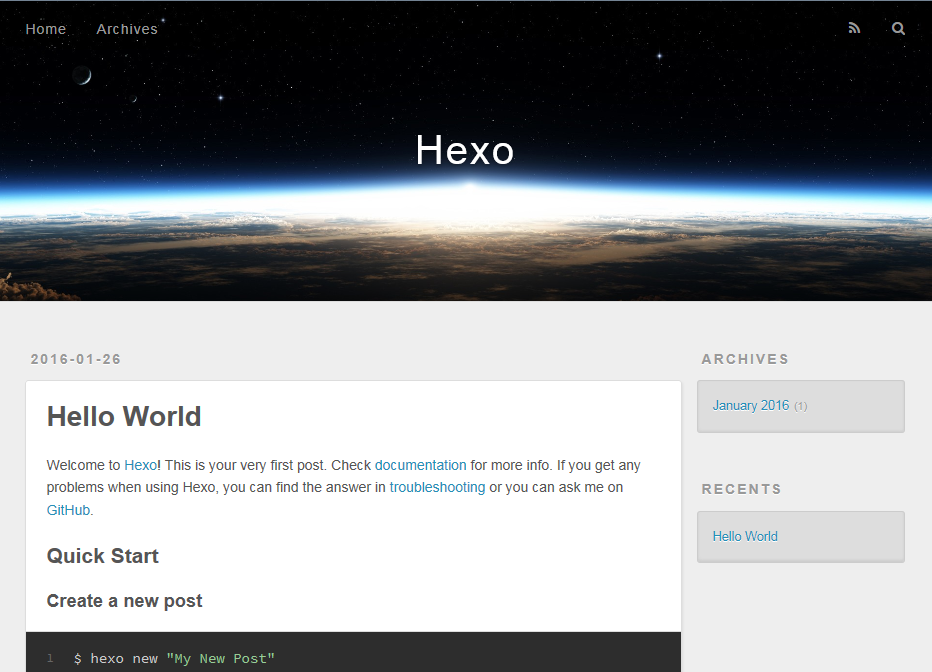 Home Archives
Hexo
2016-01-26
Hello World
Welcome to Hexo! This is your very first post. Check documentation for more info. If you get any
problems when using Hexo, you can find the answer in troubleshooting or you can ask me on
GitHub.
Quick Start
Create a new post
1 $ hexo new "My New Post"
ARCHIVES
January 2016 (1)
RECENTS
Hello World